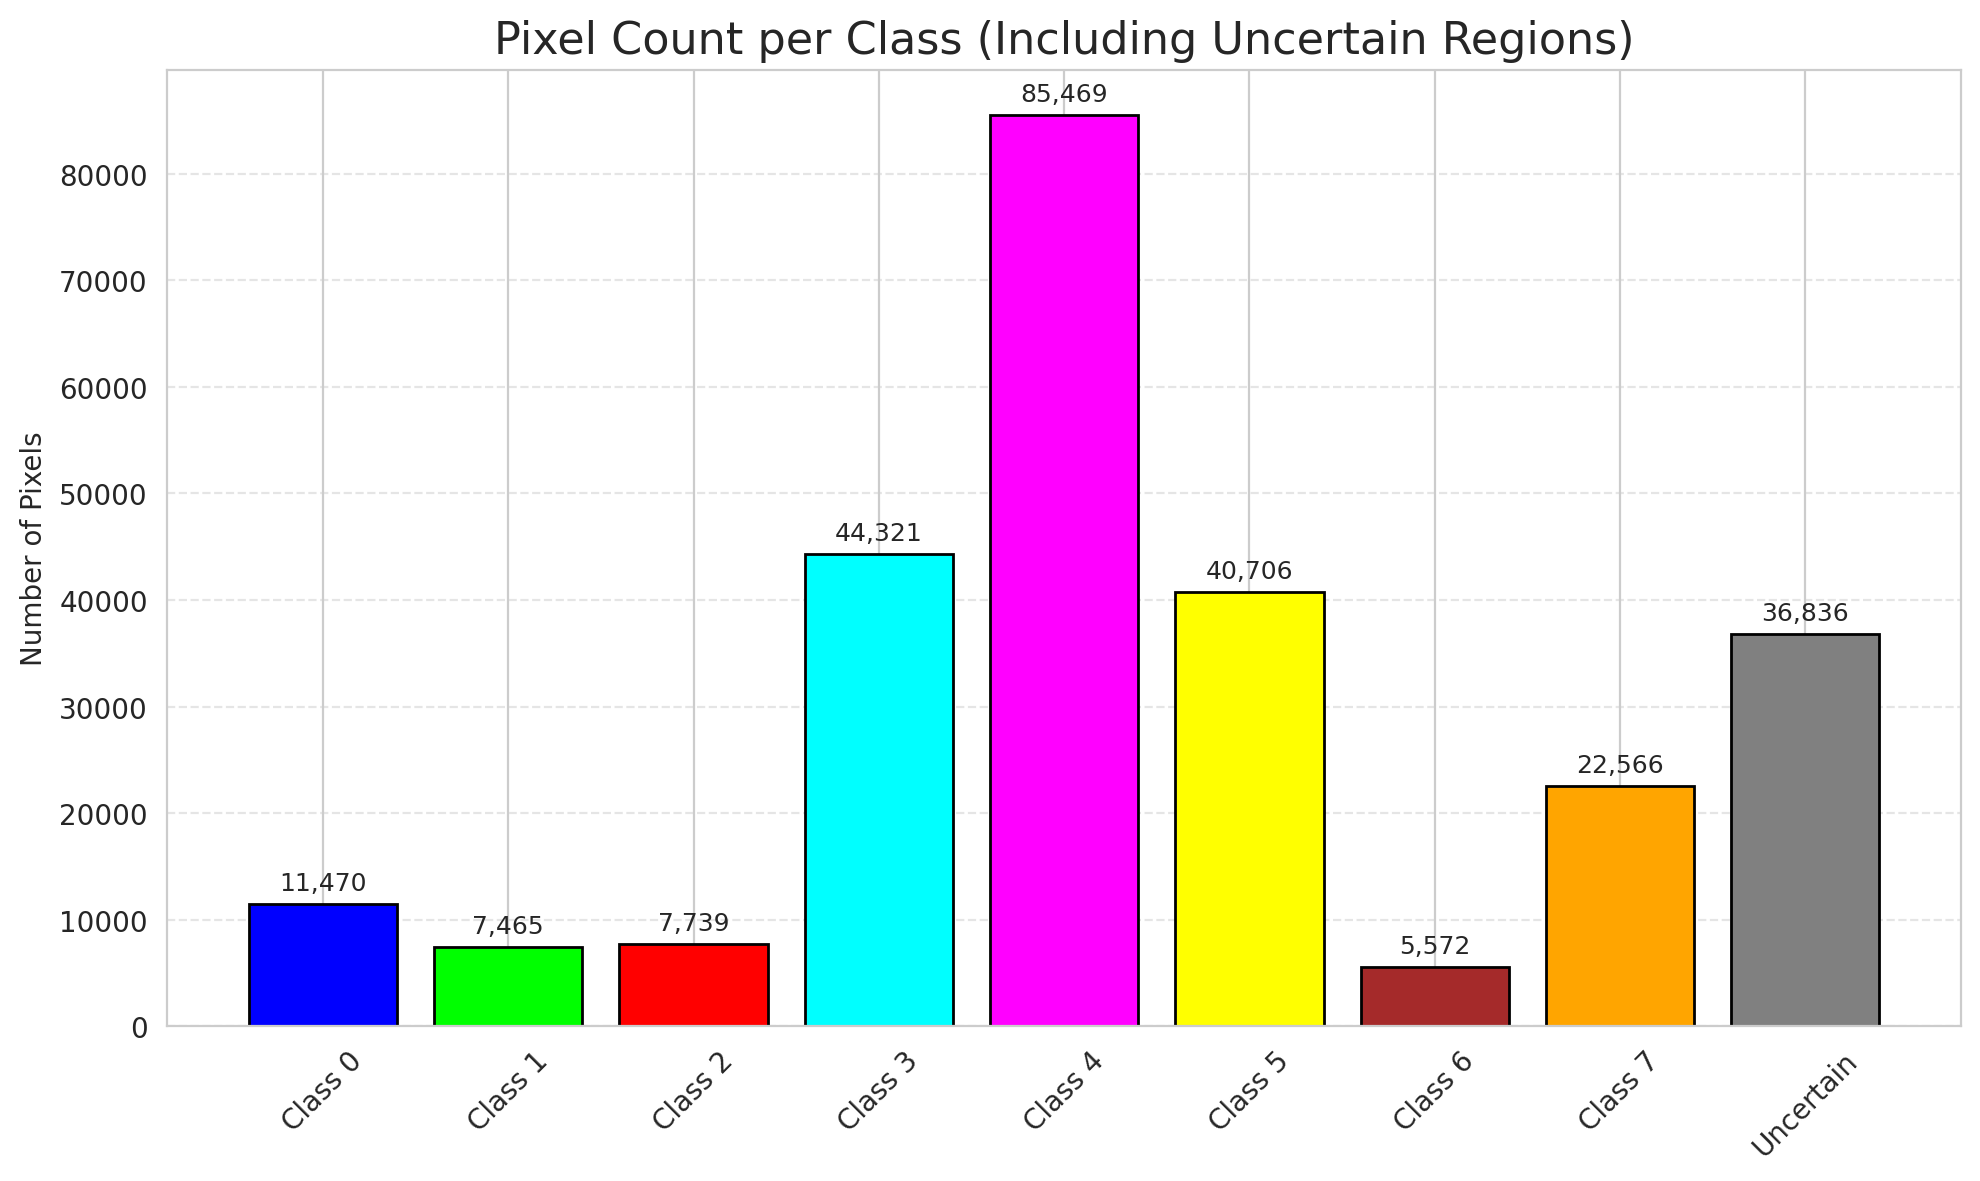 Pixel Count per Class (Including Uncertain Regions)
Number of Pixels
80000
70000
60000
50000
40000
30000
20000
10000
0
11,470
7,465
7,739
44,321
85,469
40,706
5,572
22,566
36,836
Class 0
Class 1
Class 2
Class 3
Class 4
Class 5
Class 6
Class 7
Uncertain